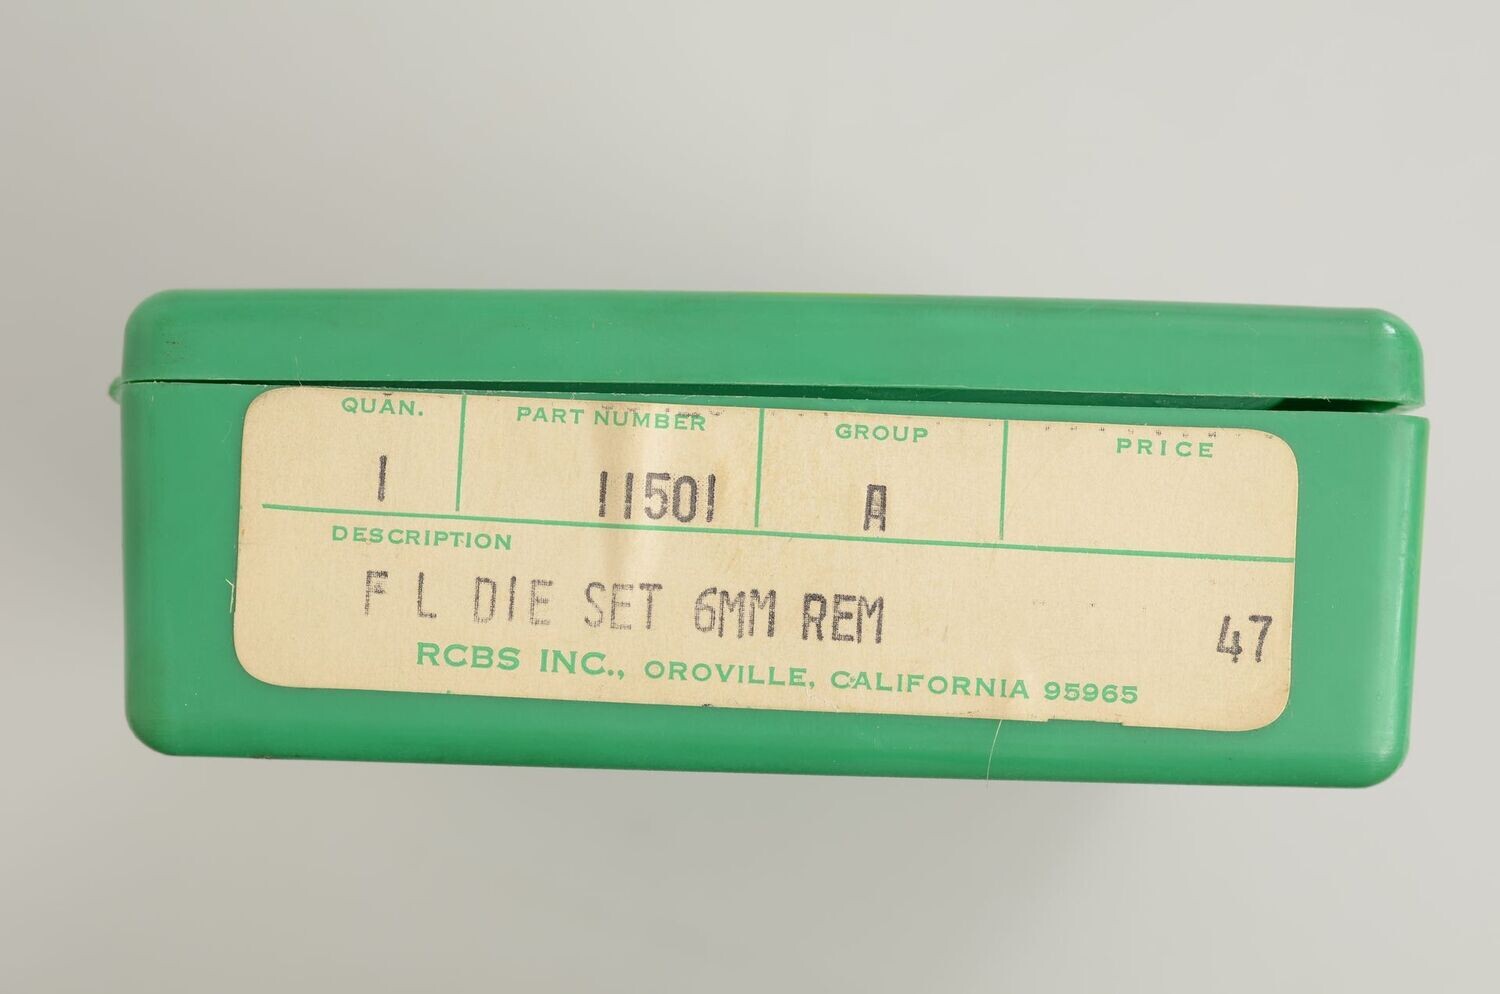 QUAN. PART NUMBER GROUP PRICE
1 11501 A
DESCRIPTION
F L DIE SET 6MM REM 47
RCBS INC., OROVILLE, CALIFORNIA 95965